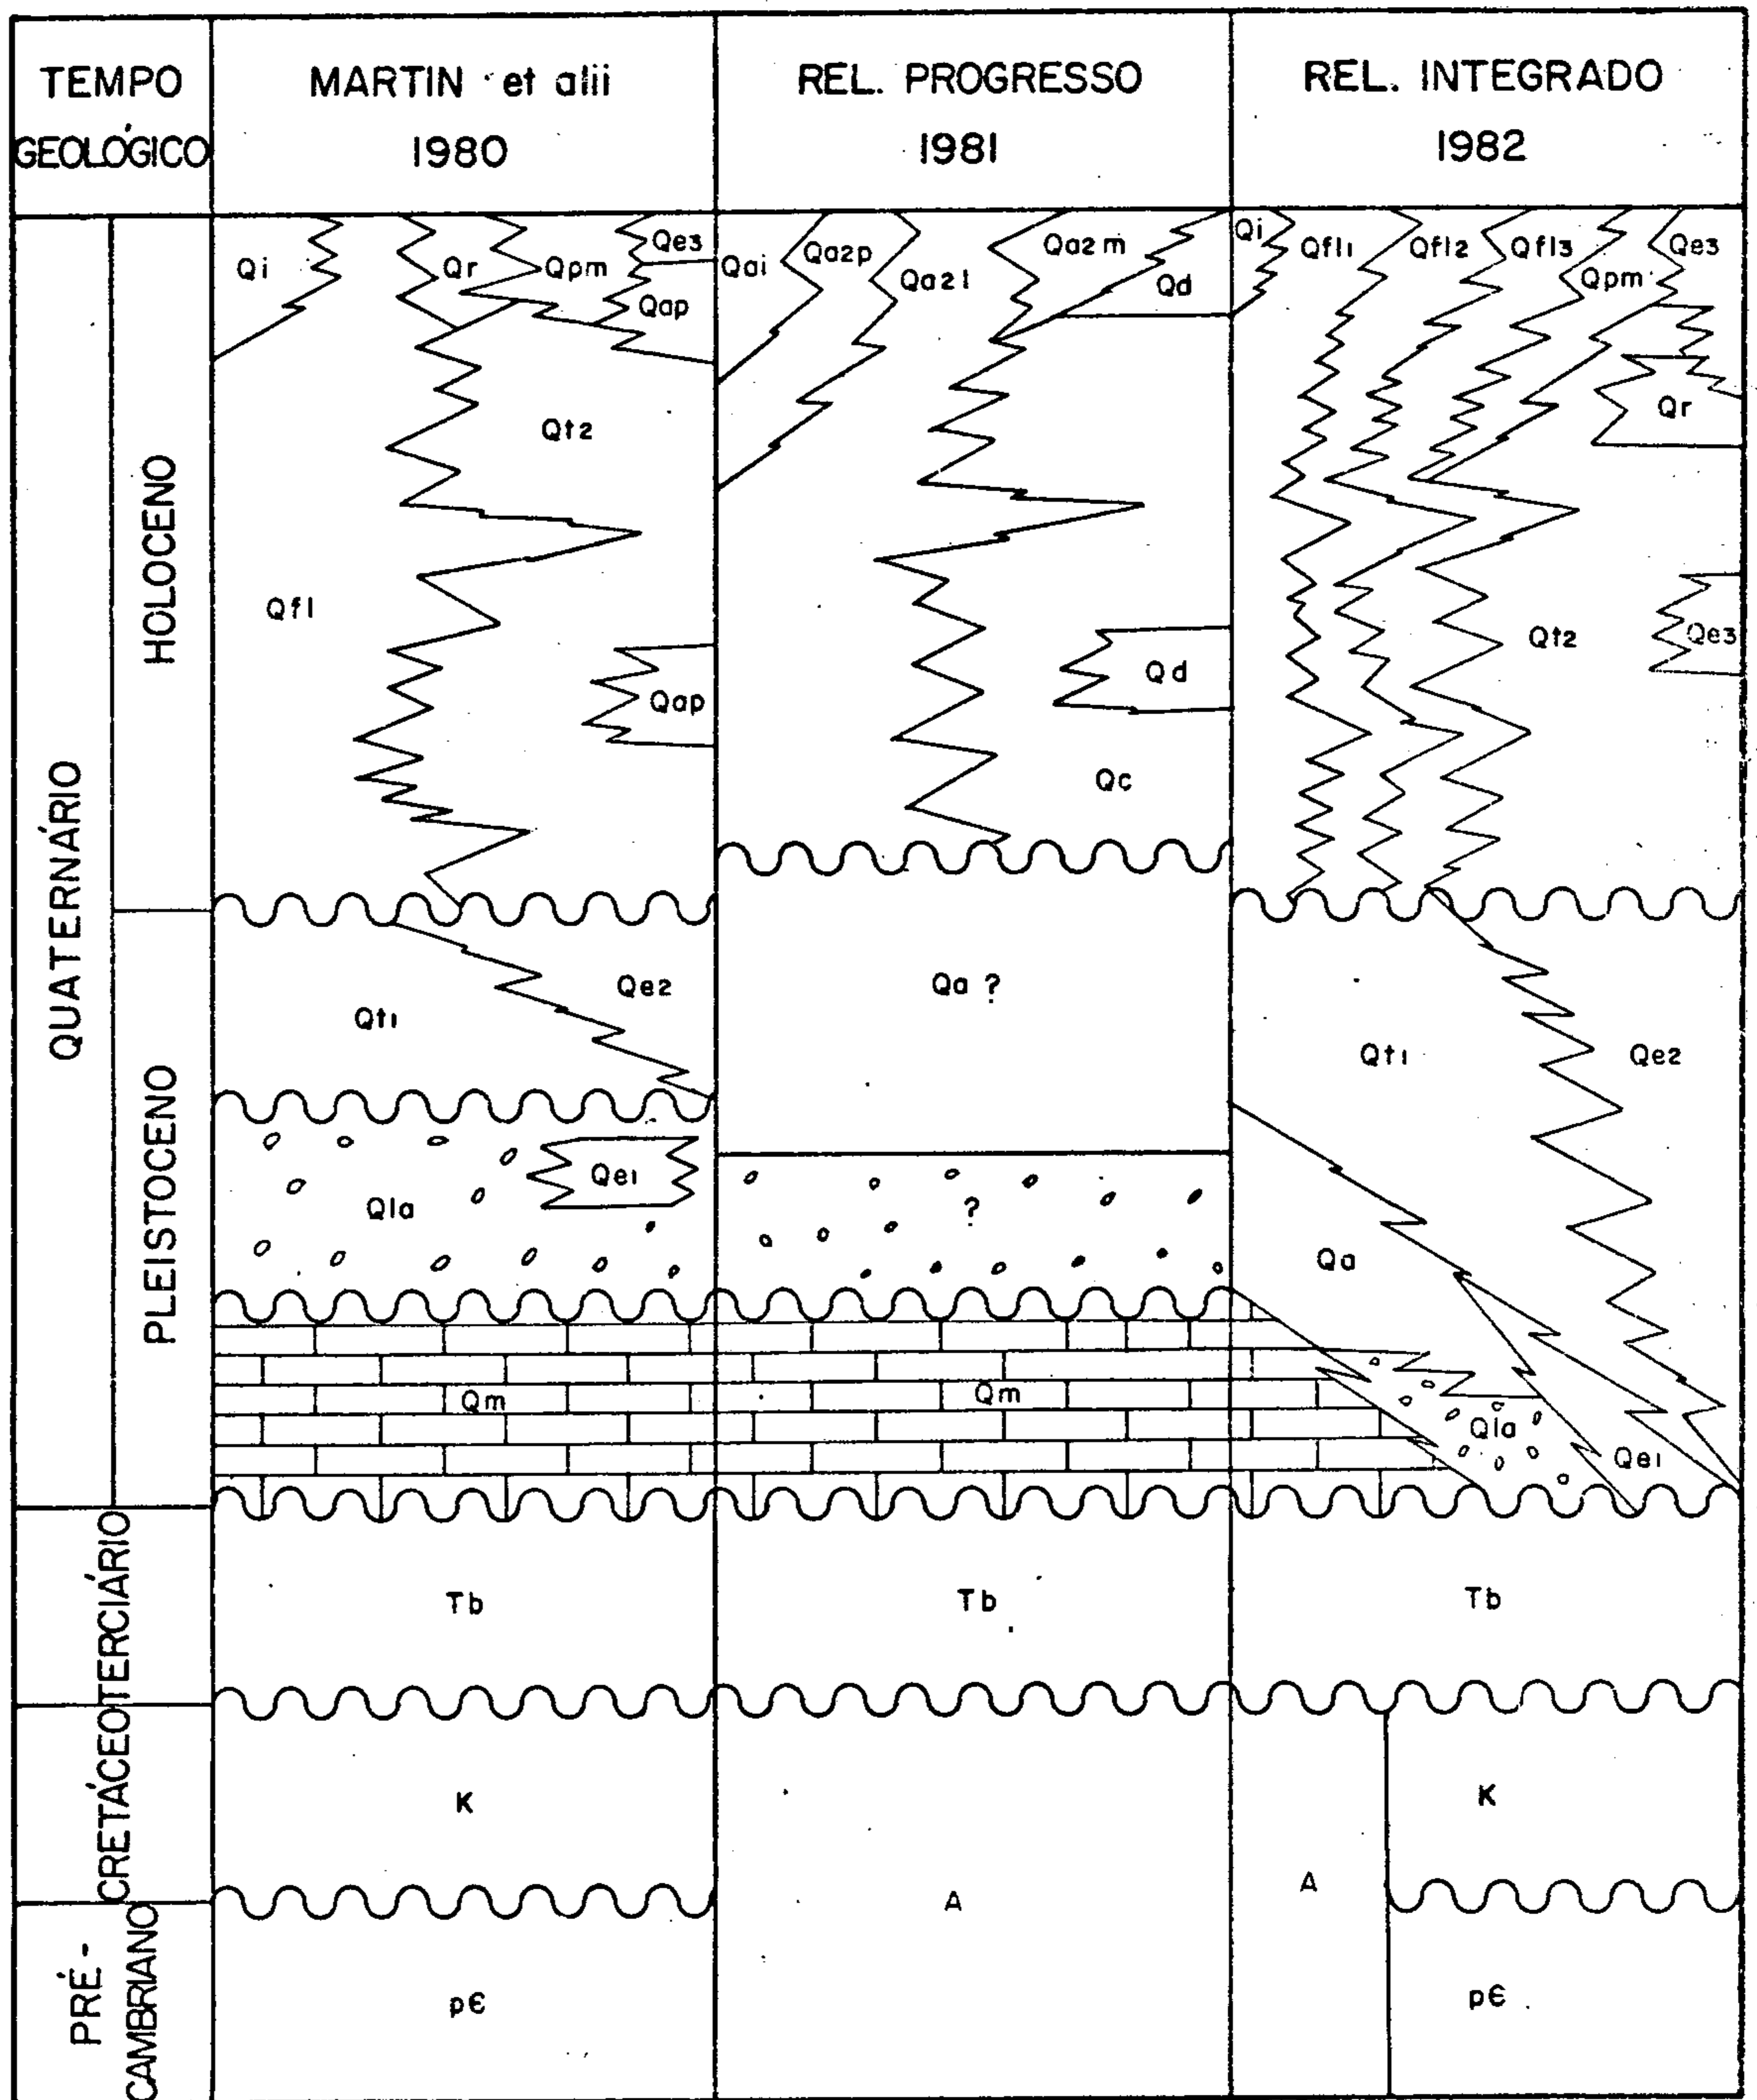 TEMPO
GEOLÓGICO
MARTIN et alii
1980
REL. PROGRESSO
1981
REL. INTEGRADO
1982
QUATERNÁRIO
HOLOCENO
PLEISTOCENO
TERCIÁRIO
CRETÁCEO
PRÉ-
CAMBRIANO
Qi
Qr
Qpm
Qe3
Qap
Qt2
Qfl
Qap
Qe2
Qt1
Qe1
Qla
Qm
Tb
K
p€
Qai
Qa2p
Qa2l
Qa2m
Qd
Qd
Qc
Qa ?
?
Qm
Tb
A
Qi
Qfl1
Qfl2
Qfl3
Qpm
Qe3
Qr
Qt2
Qe3
Qt1
Qe2
Qa
Qla
Qe1
Tb
K
A
p€